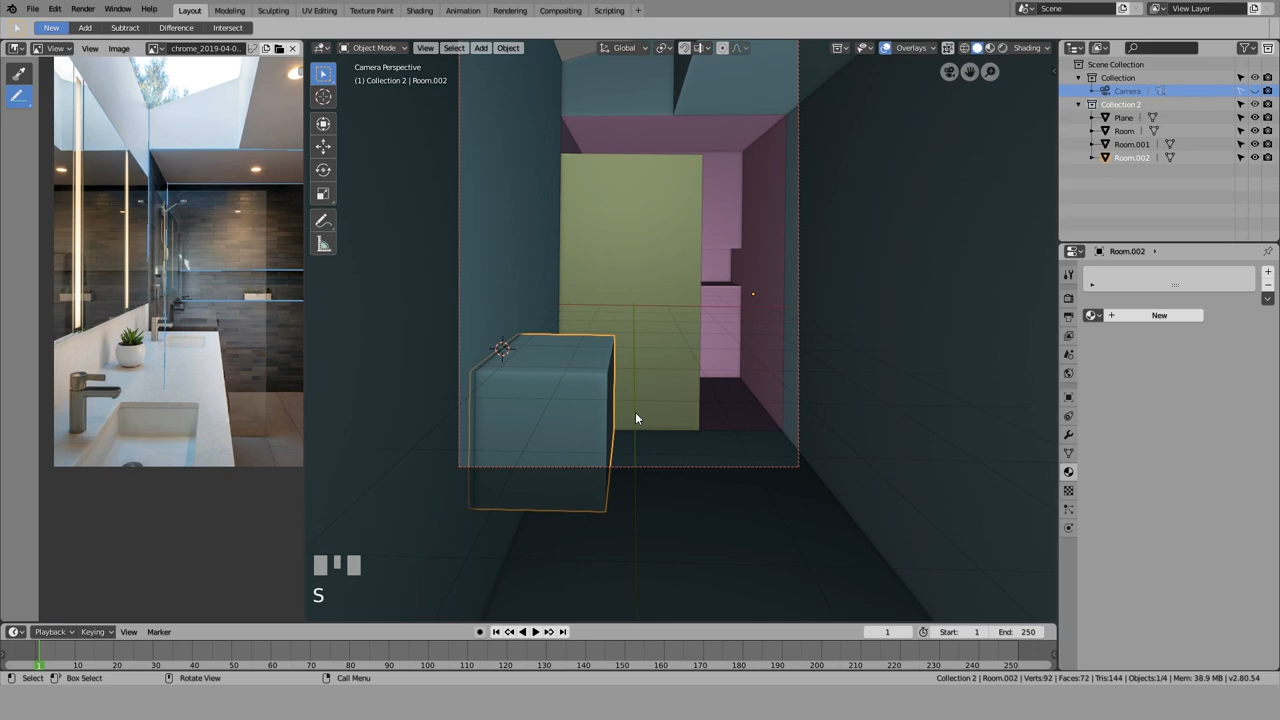 File Edit Render Window Help Layout Modeling Sculpting UV Editing Texture Paint Shading Animation Rendering Compositing Scripting + Scene View Layer
New Add Subtract Difference Intersect
View View Image chrome_2019-04-0... Object Mode View Select Add Object Global Overlays Shading
Camera Perspective
(1) Collection 2 | Room.002
Scene Collection
Collection
Camera
Collection 2
Plane
Room
Room.001
Room.002
Room.002
New
S
Playback Keying View Marker 1 Start: 1 End: 250
1 10 20 30 40 50 60 70 80 90 100 110 120 130 140 150 160 170 180 190 200 210 220 230 240 250
Select Box Select Rotate View Call Menu Collection 2 | Room.002 | Verts:92 | Faces:72 | Tris:144 | Objects:1/4 | Mem: 38.9 MB | v2.80.54